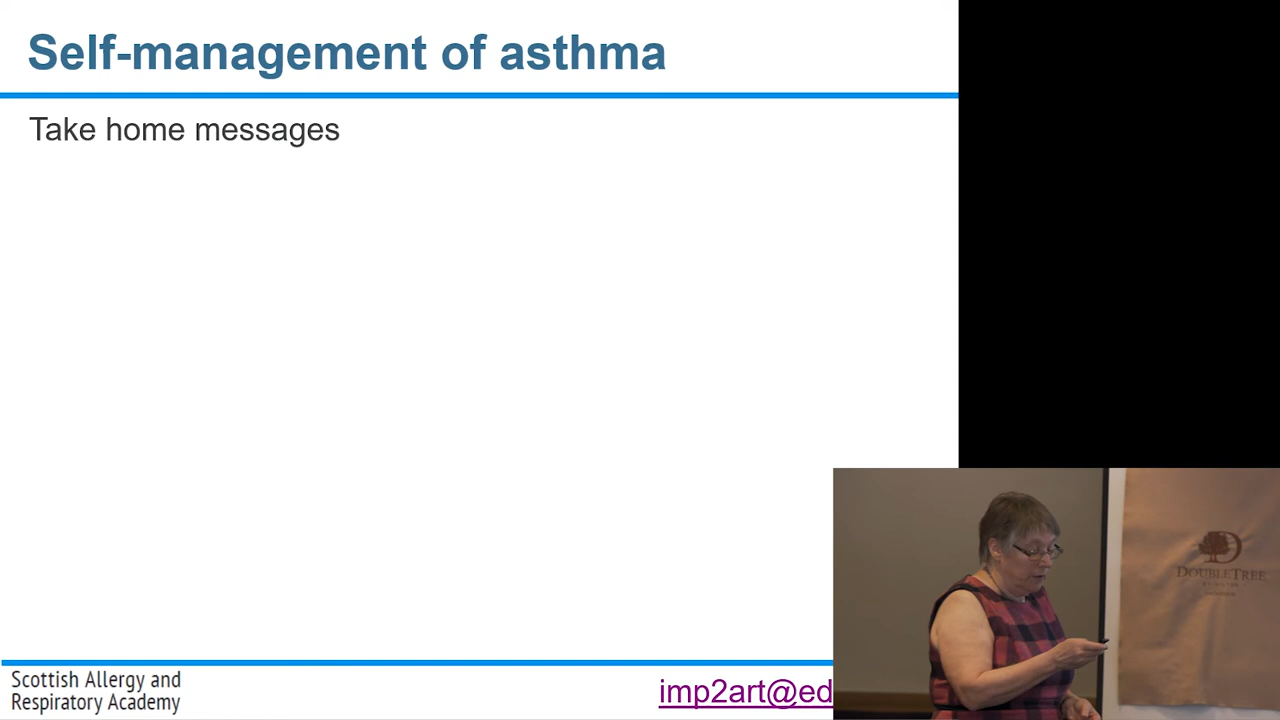 Self-management of asthma
Take home messages
DOUBLETREE
Scottish Allergy and
Respiratory Academy
imp2art@ed